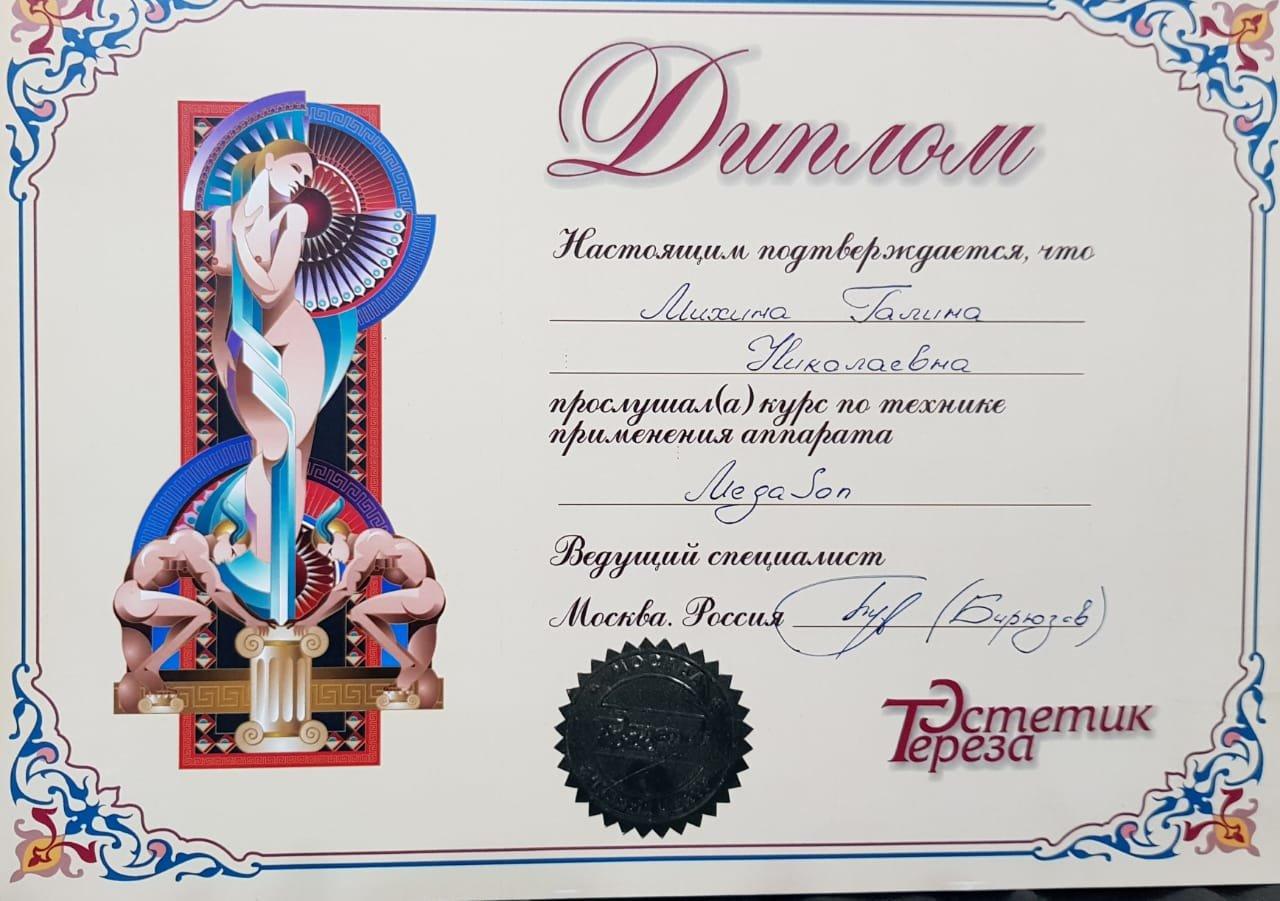 Диплом
Настоящим подтверждается, что
Михина Галина
Николаевна
прослушал(а) курс по технике
применения аппарата
MegaSon
Ведущий специалист
Москва. Россия (Бирюзов)
МОСКВА
Эстетик
Тереза